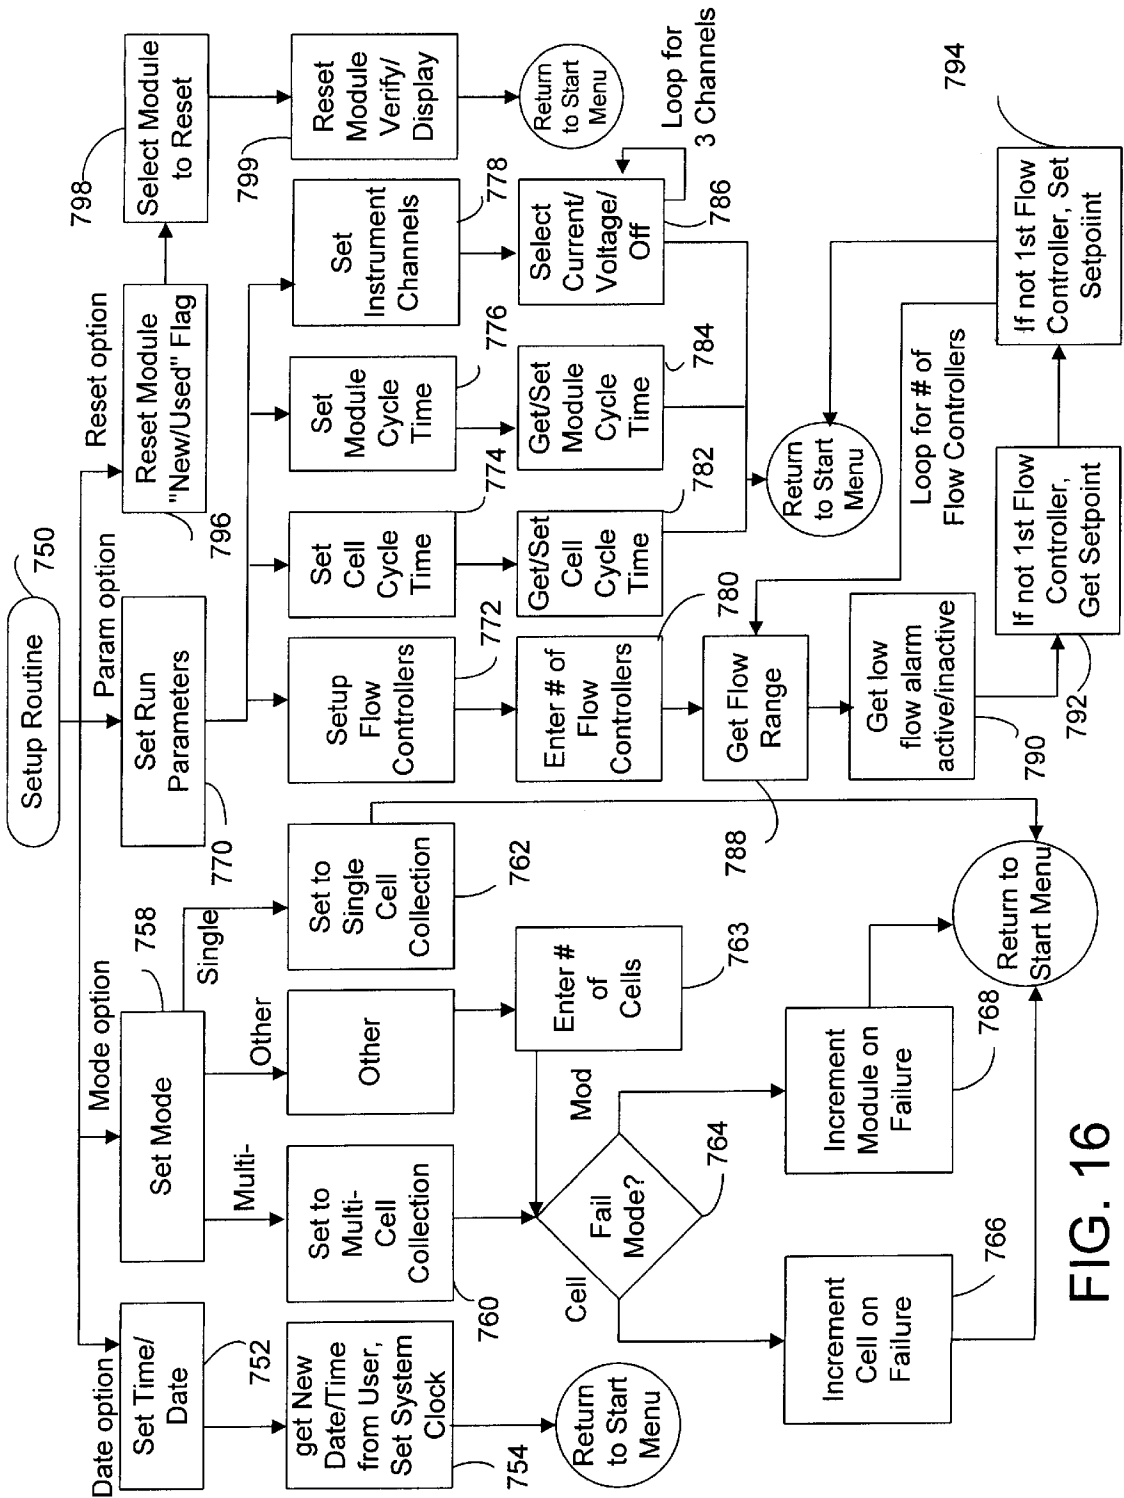 Setup Routine
750
Date option
Mode option
Param option
Reset option
Set Time/
Date
752
Set Mode
758
Set Run
Parameters
770
Reset Module
"New/Used" Flag
796
Select Module
to Reset
798
Multi-
Other
Single
get New
Date/Time
from User,
Set System
Clock
754
Set to
Multi-
Cell
Collection
760
Other
Set to
Single
Cell
Collection
762
Setup
Flow
Controllers
772
Set
Cell
Cycle
Time
774
Set
Module
Cycle
Time
776
Set
Instrument
Channels
778
Reset
Module
Verify/
Display
799
Return
to Start
Menu
Enter #
of
Cells
763
Enter # of
Flow
Controllers
780
Get/Set
Cell
Cycle
Time
782
Get/Set
Module
Cycle
Time
784
Select
Current/
Voltage/
Off
786
Loop for
3 Channels
Return
to Start
Menu
Cell
Fail
Mode?
Mod
764
Get Flow
Range
788
Return
to Start
Menu
Increment
Cell on
Failure
766
Increment
Module on
Failure
768
Get low
flow alarm
active/inactive
790
Loop for # of
Flow Controllers
Return to
Start Menu
If not 1st Flow
Controller,
Get Setpoint
792
If not 1st Flow
Controller, Set
Setpoiint
794
FIG. 16